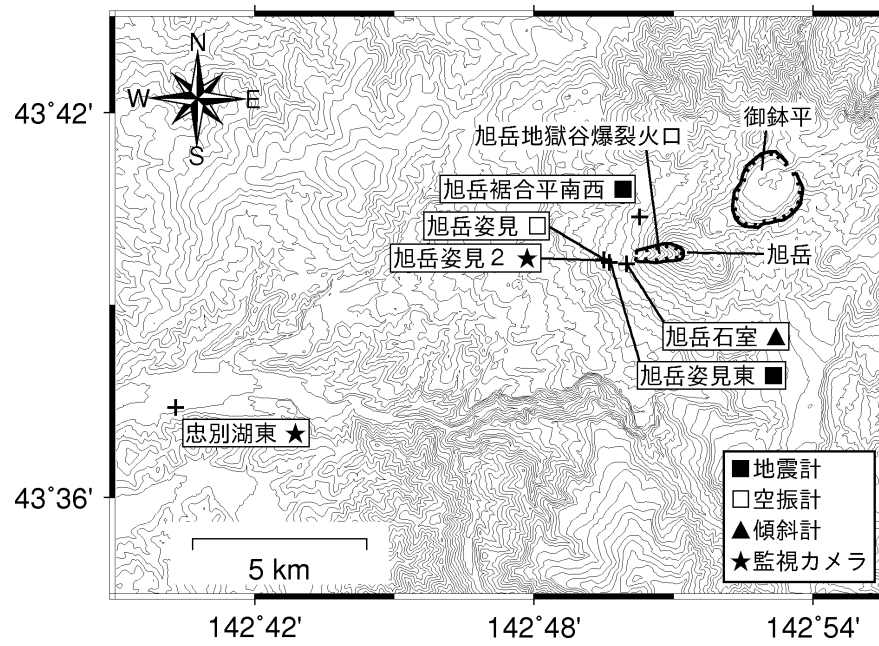 N
W E
S
43°42'
43°36'
御鉢平
旭岳地獄谷爆裂火口
旭岳裾合平南西 ■
旭岳姿見 □
旭岳姿見２ ★
旭岳
旭岳石室 ▲
旭岳姿見東 ■
忠別湖東 ★
■地震計
□空振計
▲傾斜計
★監視カメラ
5 km
142°42' 142°48' 142°54'